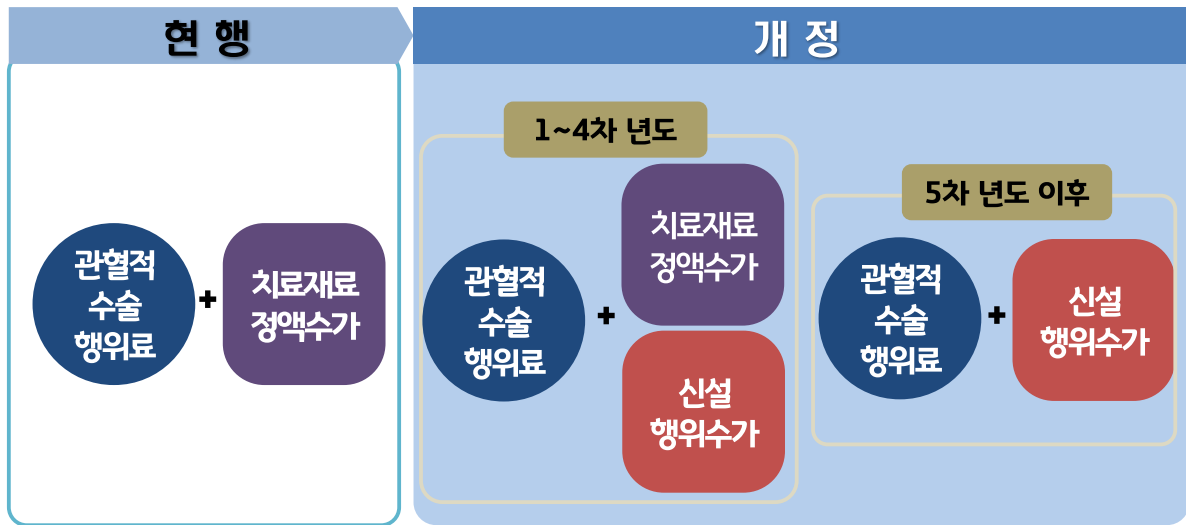 현 행
개 정
관혈적
수술
행위료
+
치료재료
정액수가
1~4차 년도
관혈적
수술
행위료
+
치료재료
정액수가
신설
행위수가
5차 년도 이후
관혈적
수술
행위료
+
신설
행위수가